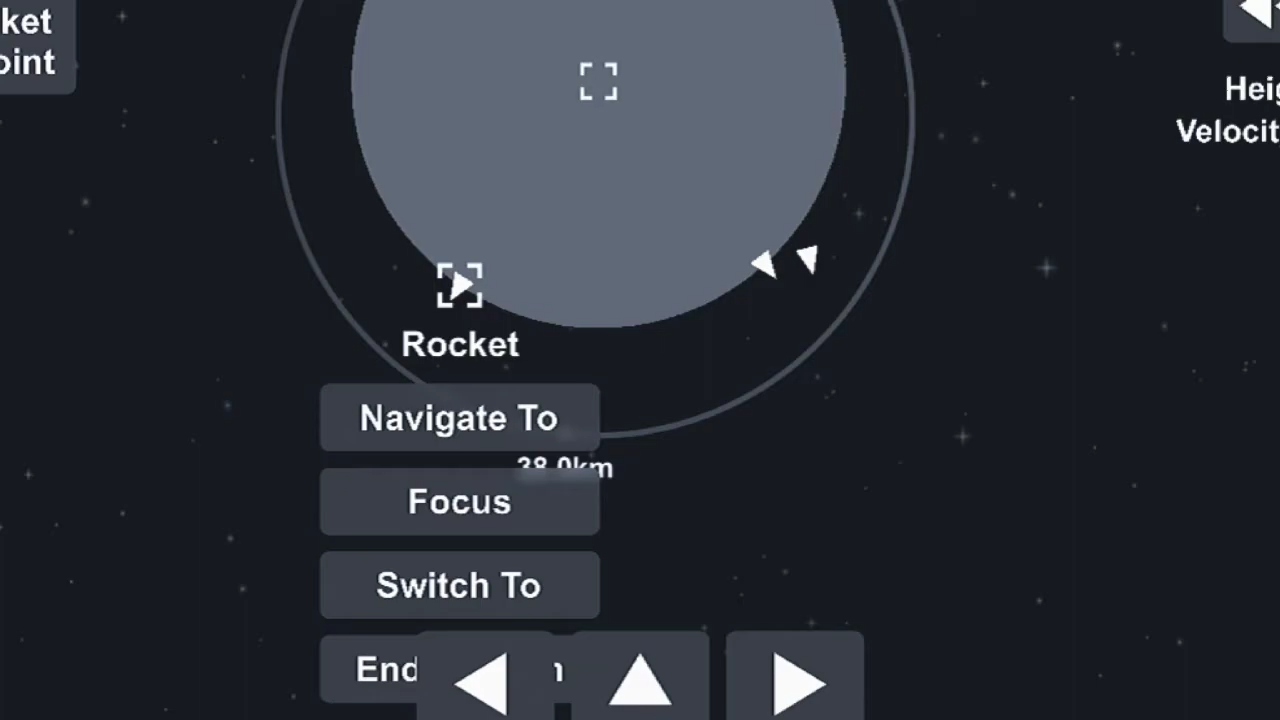 ket
oint
Heig
Velocit
Rocket
Navigate To
38.0km
Focus
Switch To
End
n